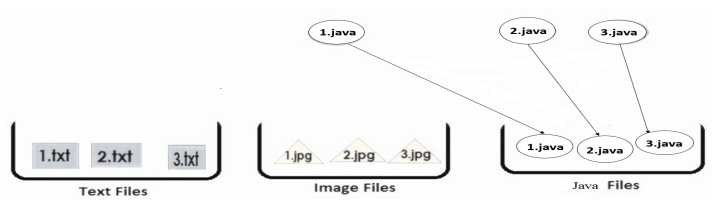 1.java
2.java
3.java
1.txt
2.txt
3.txt
1.jpg
2.jpg
3.jpg
1.java
2.java
3.java
Text Files
Image Files
Java Files